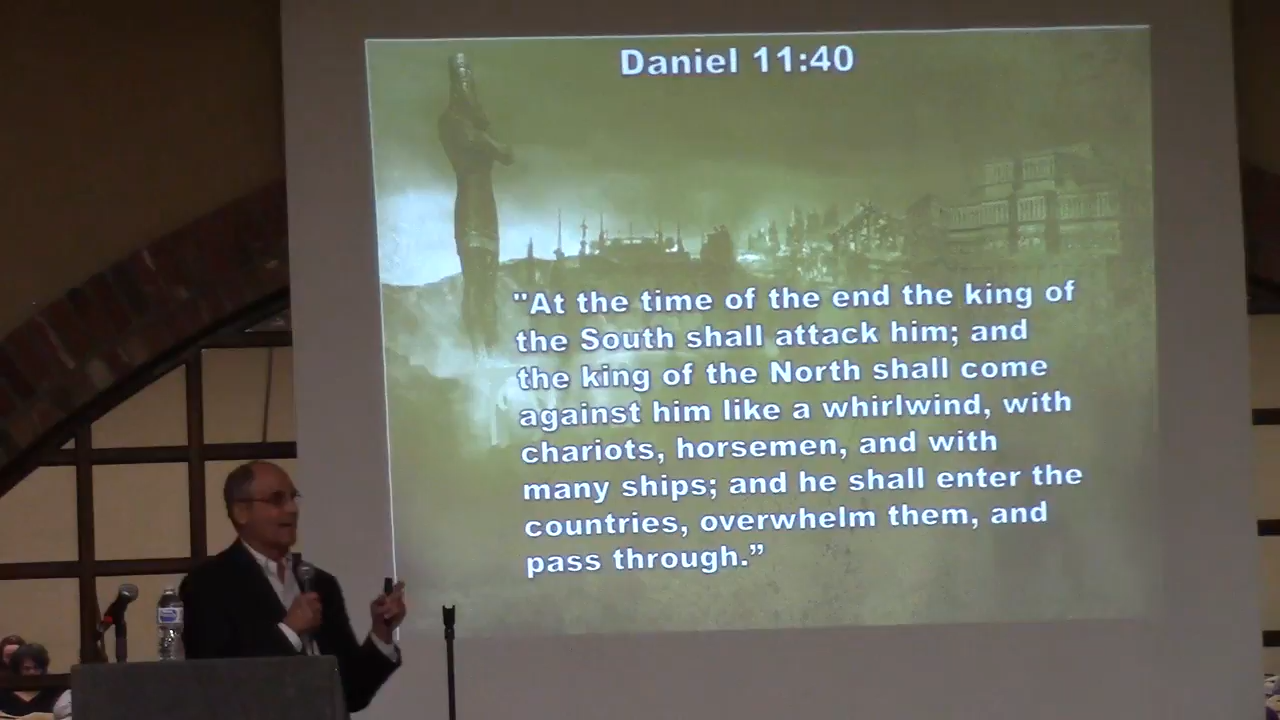 Daniel 11:40
"At the time of the end the king of
the South shall attack him; and
the king of the North shall come
against him like a whirlwind, with
chariots, horsemen, and with
many ships; and he shall enter the
countries, overwhelm them, and
pass through.”